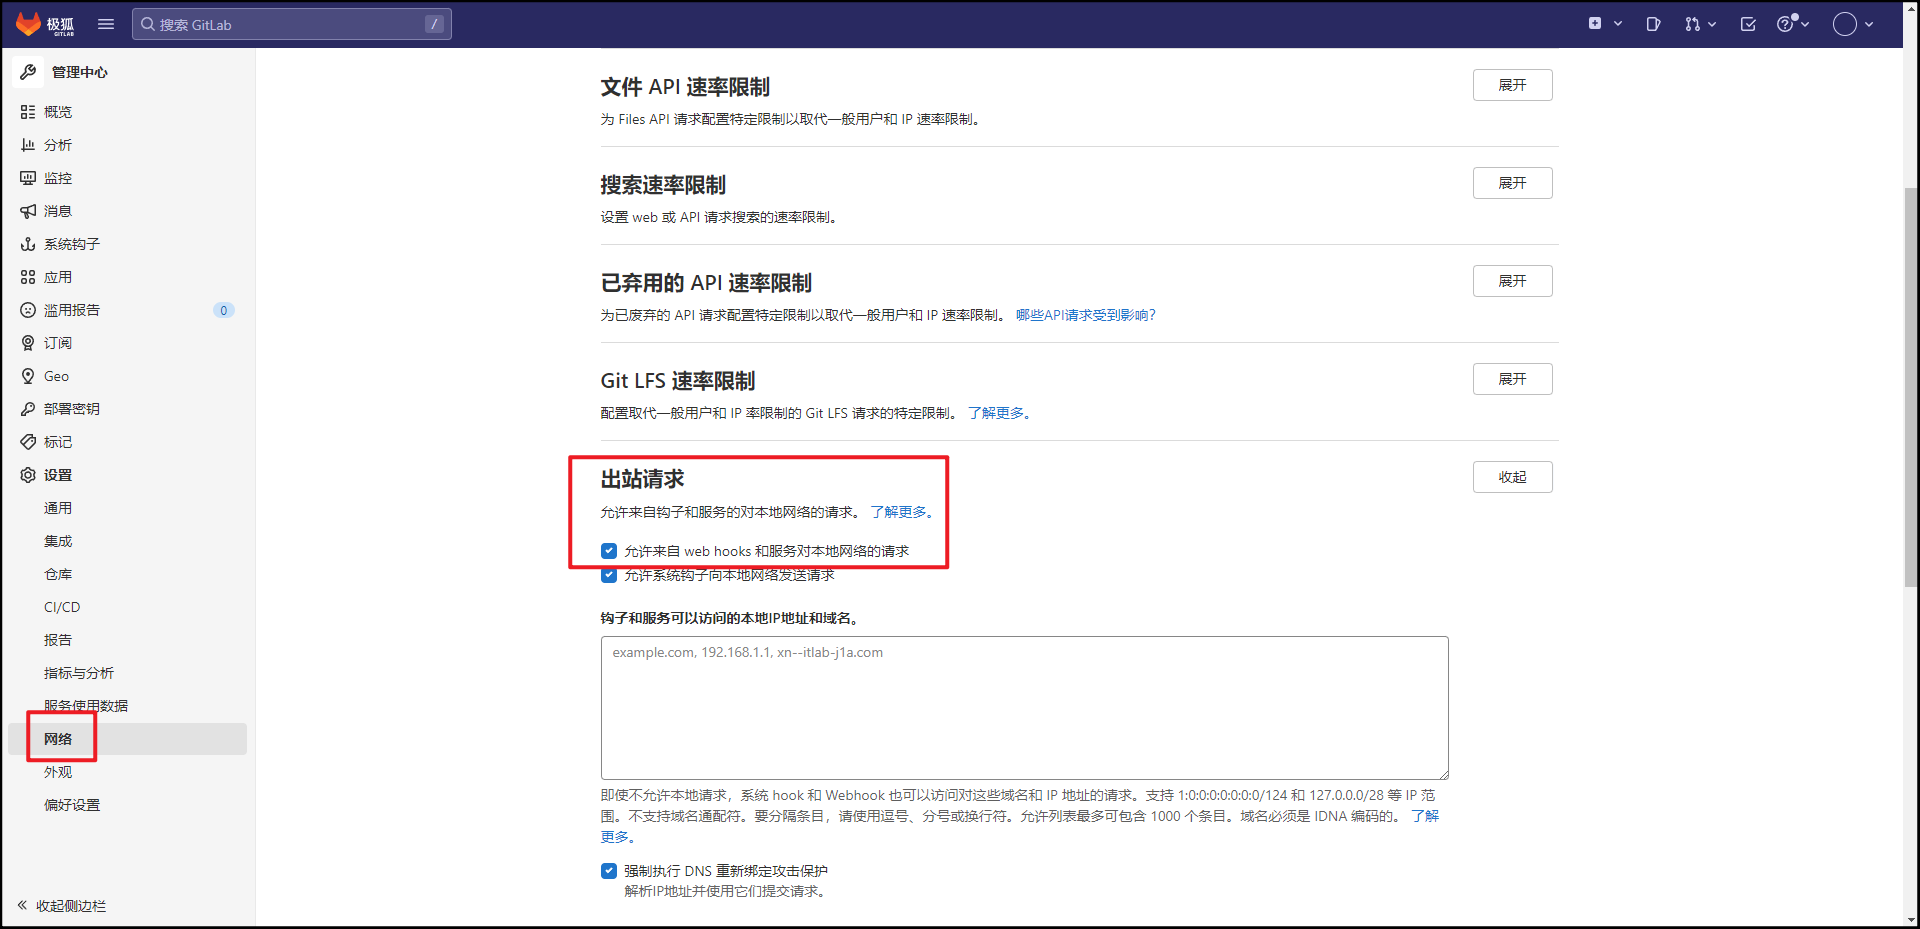 极狐
GITLAB
搜索 GitLab
/
管理中心
概览
分析
监控
消息
系统钩子
应用
滥用报告
0
订阅
Geo
部署密钥
标记
设置
通用
集成
仓库
CI/CD
报告
指标与分析
服务使用数据
网络
外观
偏好设置
收起侧边栏
文件 API 速率限制
展开
为 Files API 请求配置特定限制以取代一般用户和 IP 速率限制。
搜索速率限制
展开
设置 web 或 API 请求搜索的速率限制。
已弃用的 API 速率限制
展开
为已废弃的 API 请求配置特定限制以取代一般用户和 IP 速率限制。 哪些API请求受到影响?
Git LFS 速率限制
展开
配置取代一般用户和 IP 率限制的 Git LFS 请求的特定限制。 了解更多。
出站请求
收起
允许来自钩子和服务的对本地网络的请求。 了解更多。
允许来自 web hooks 和服务对本地网络的请求
允许系统钩子向本地网络发送请求
钩子和服务可以访问的本地IP地址和域名。
example.com, 192.168.1.1, xn--itlab-j1a.com
即使不允许本地请求，系统 hook 和 Webhook 也可以访问对这些域名和 IP 地址的请求。支持 1:0:0:0:0:0:0:0/124 和 127.0.0.0/28 等 IP 范
围。不支持域名通配符。要分隔条目，请使用逗号、分号或换行符。允许列表最多可包含 1000 个条目。域名必须是 IDNA 编码的。 了解
更多。
强制执行 DNS 重新绑定攻击保护
解析IP地址并使用它们提交请求。